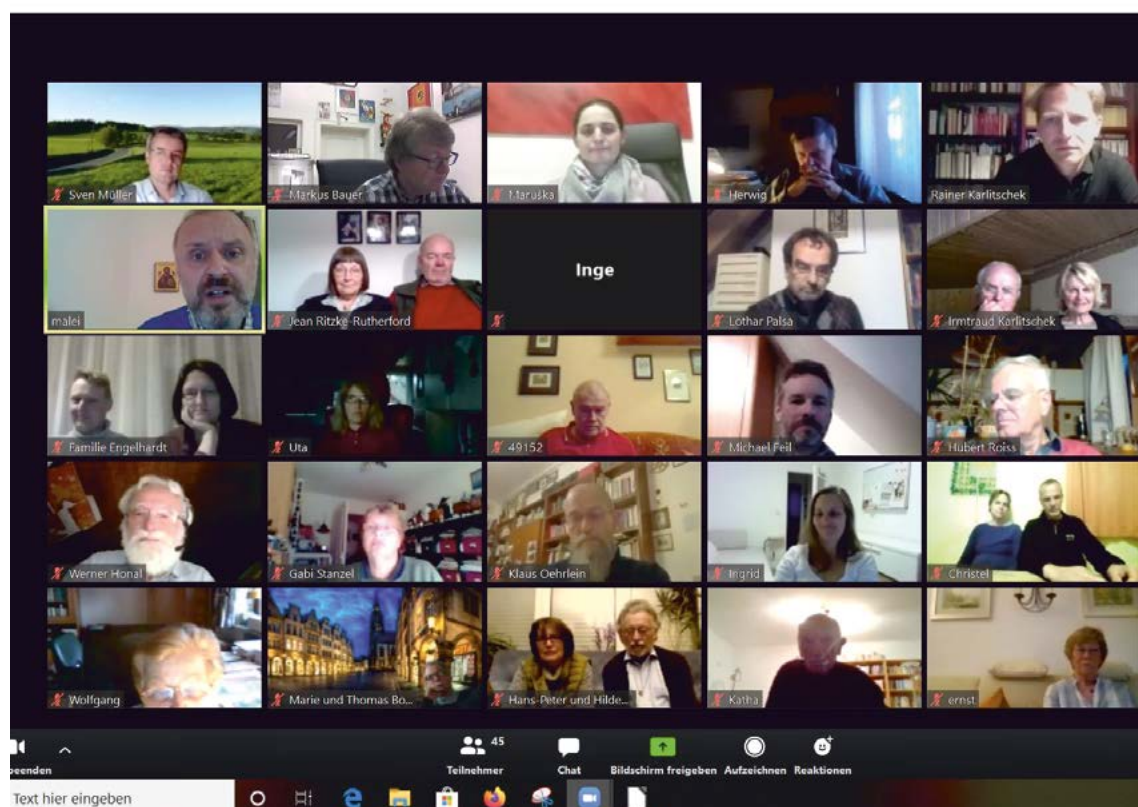 Sven Müller
Markus Bauer
Maruška
Herwig
Rainer Karlitschek
malei
Jean Ritzke-Rutherford
Inge
Lothar Palsa
Irmtraud Karlitschek
Familie Engelhardt
Uta
49152
Michael Feil
Hubert Roiss
Werner Honal
Gabi Stanzel
Klaus Oehrlein
Ingrid
Christel
Wolfgang
Marie und Thomas Bo...
Hans-Peter und Hilde...
Katha
ernst
45
beenden
Teilnehmer
Chat
Bildschirm freigeben
Aufzeichnen
Reaktionen
Text hier eingeben